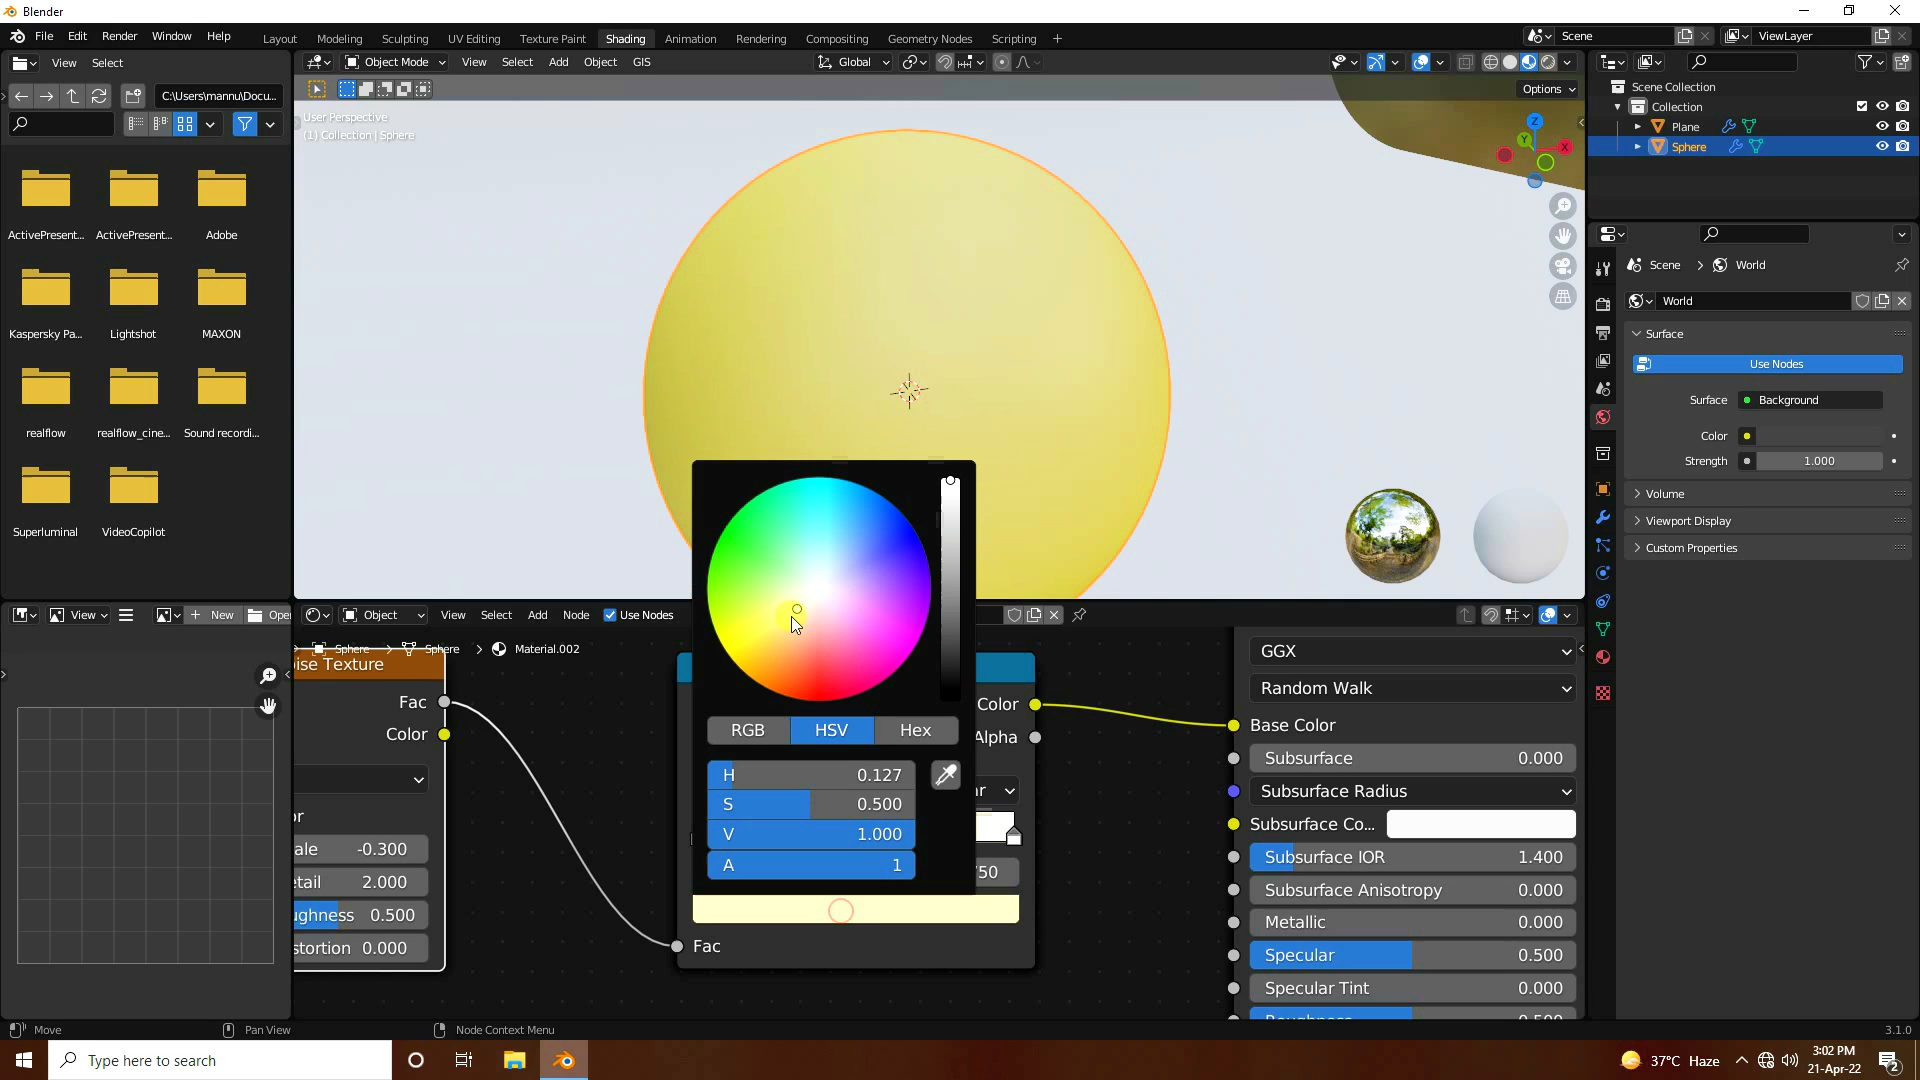 Blender
File Edit Render Window Help
Layout Modeling Sculpting UV Editing Texture Paint Shading Animation Rendering Compositing Geometry Nodes Scripting
Scene
ViewLayer
View Select
Object Mode View Select Add Object GIS
Global
C:\Users\mannu\Docu...
Options
User Perspective
(1) Collection | Sphere
Z
Y
X
ActivePresent... ActivePresent... Adobe
Kaspersky Pa... Lightshot MAXON
realflow realflow_cine... Sound recordi...
Superluminal VideoCopilot
Scene Collection
Collection
Plane
Sphere
Scene > World
World
Surface
Use Nodes
Surface Background
Color
Strength 1.000
Volume
Viewport Display
Custom Properties
View New Open
Object View Select Add Node Use Nodes
Sphere > Sphere > Material.002
ise Texture
Fac
Color
or
ale -0.300
etail 2.000
ughness 0.500
stortion 0.000
RGB HSV Hex
H 0.127
S 0.500
V 1.000
A 1
Color
Alpha
ar
50
Fac
GGX
Random Walk
Base Color
Subsurface 0.000
Subsurface Radius
Subsurface Co...
Subsurface IOR 1.400
Subsurface Anisotropy 0.000
Metallic 0.000
Specular 0.500
Specular Tint 0.000
Move Pan View Node Context Menu 3.1.0
Type here to search
37°C Haze
3:02 PM
21-Apr-22
2